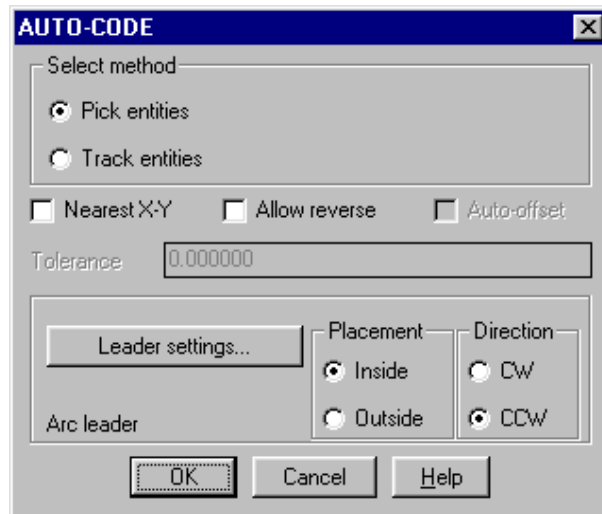 AUTO-CODE
Select method
Pick entities
Track entities
Nearest X-Y Allow reverse Auto-offset
Tolerance 0.000000
Leader settings...
Placement Direction
Inside CW
Arc leader Outside CCW
OK Cancel Help